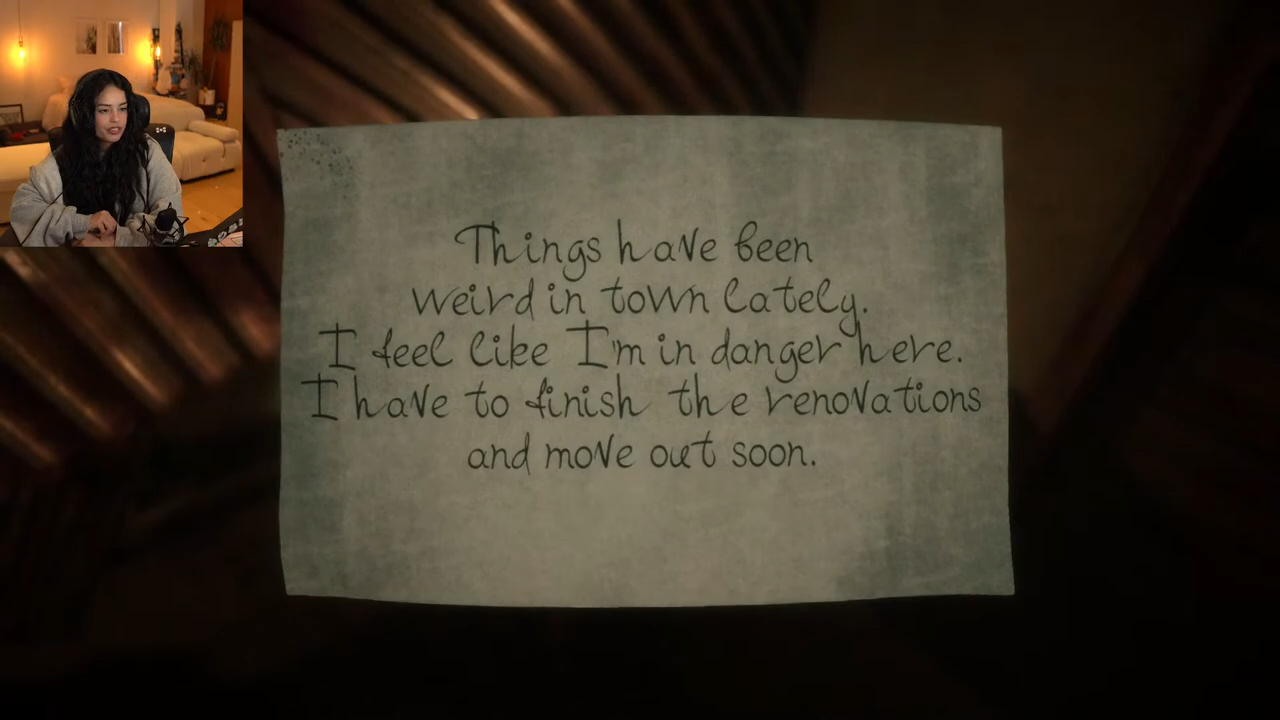 Things have been
weird in town lately.
I feel like I'm in danger here.
I have to finish the renovations
and move out soon.